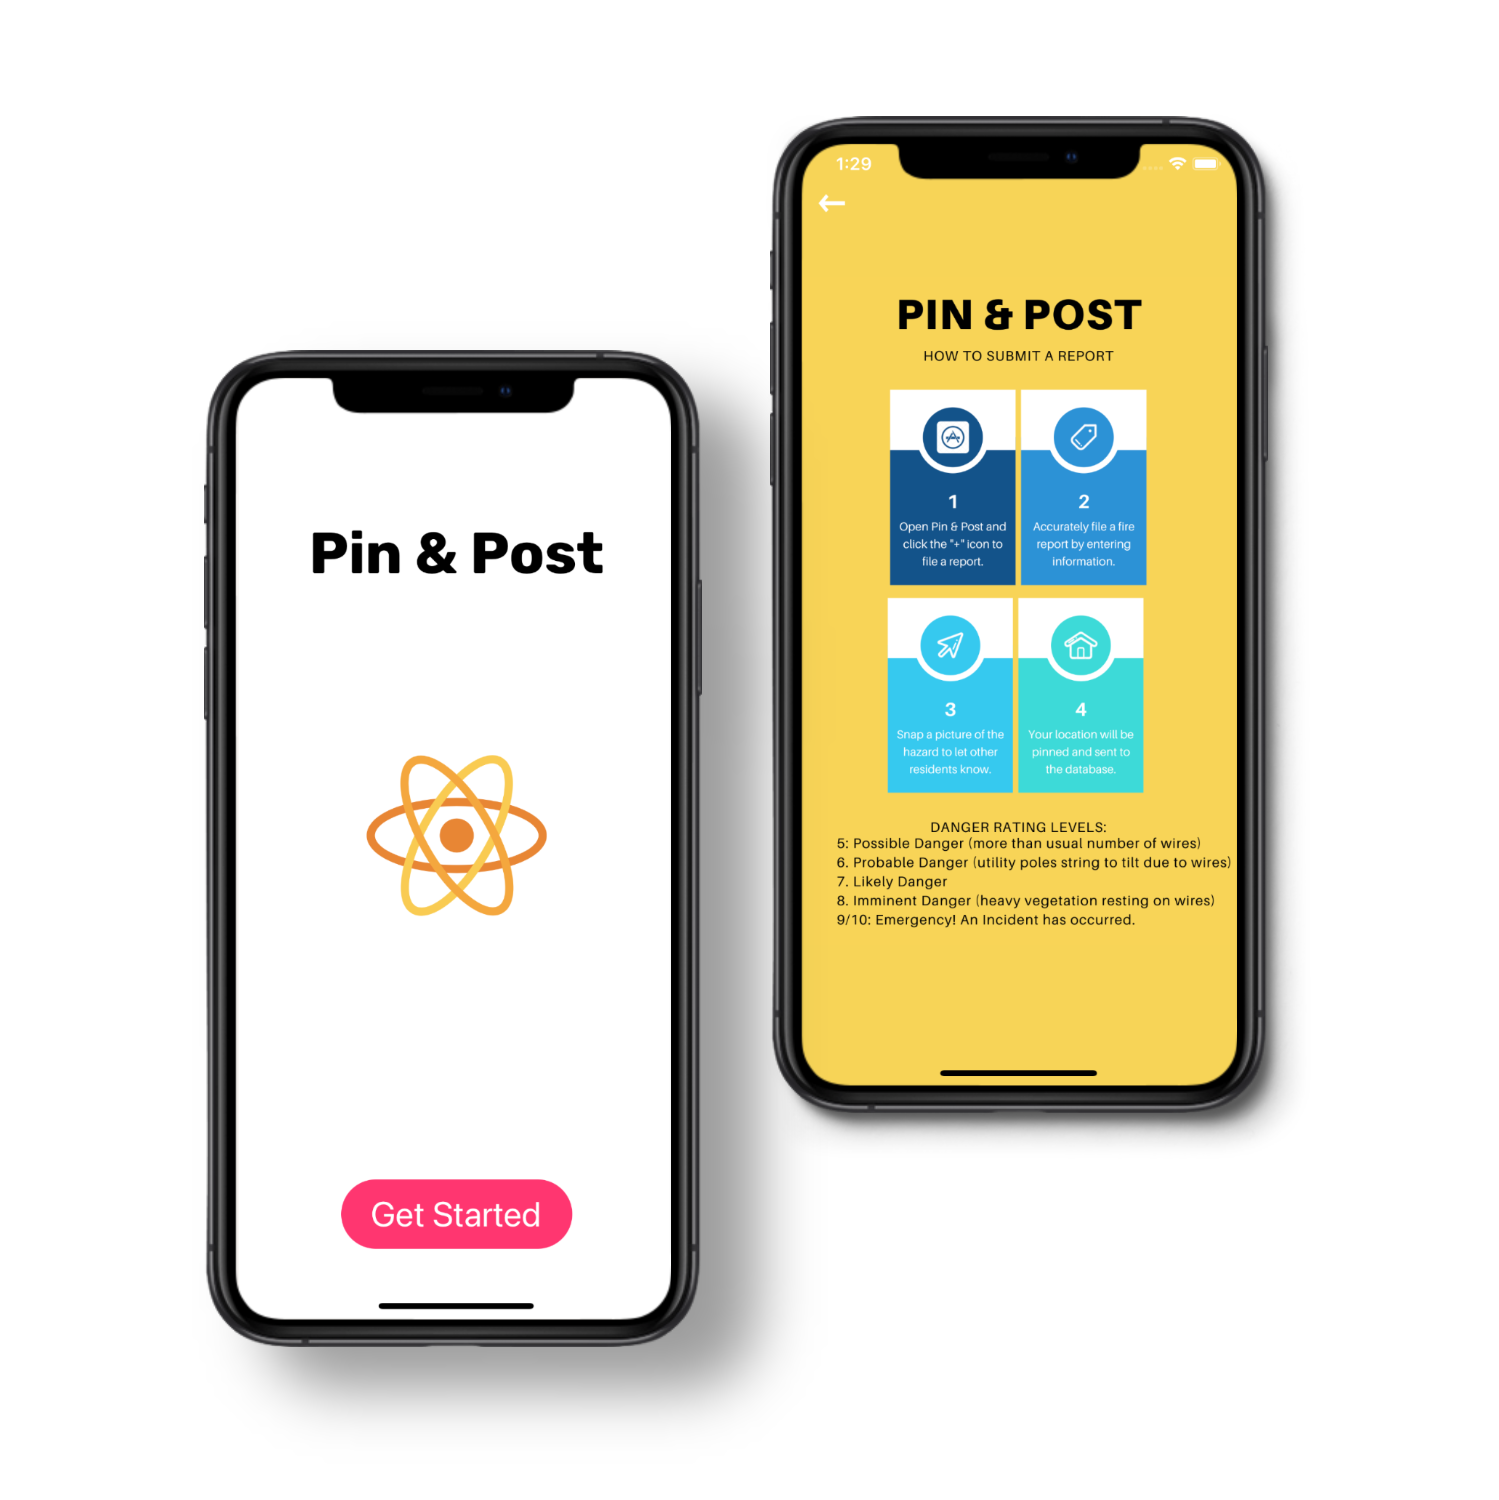 Pin & Post
Get Started
1:29
PIN & POST
HOW TO SUBMIT A REPORT
1
Open Pin & Post and
click the "+" icon to
file a report.
2
Accurately file a fire
report by entering
information.
3
Snap a picture of the
hazard to let other
residents know.
4
Your location will be
pinned and sent to
the database.
DANGER RATING LEVELS:
5: Possible Danger (more than usual number of wires)
6. Probable Danger (utility poles string to tilt due to wires)
7. Likely Danger
8. Imminent Danger (heavy vegetation resting on wires)
9/10: Emergency! An Incident has occurred.